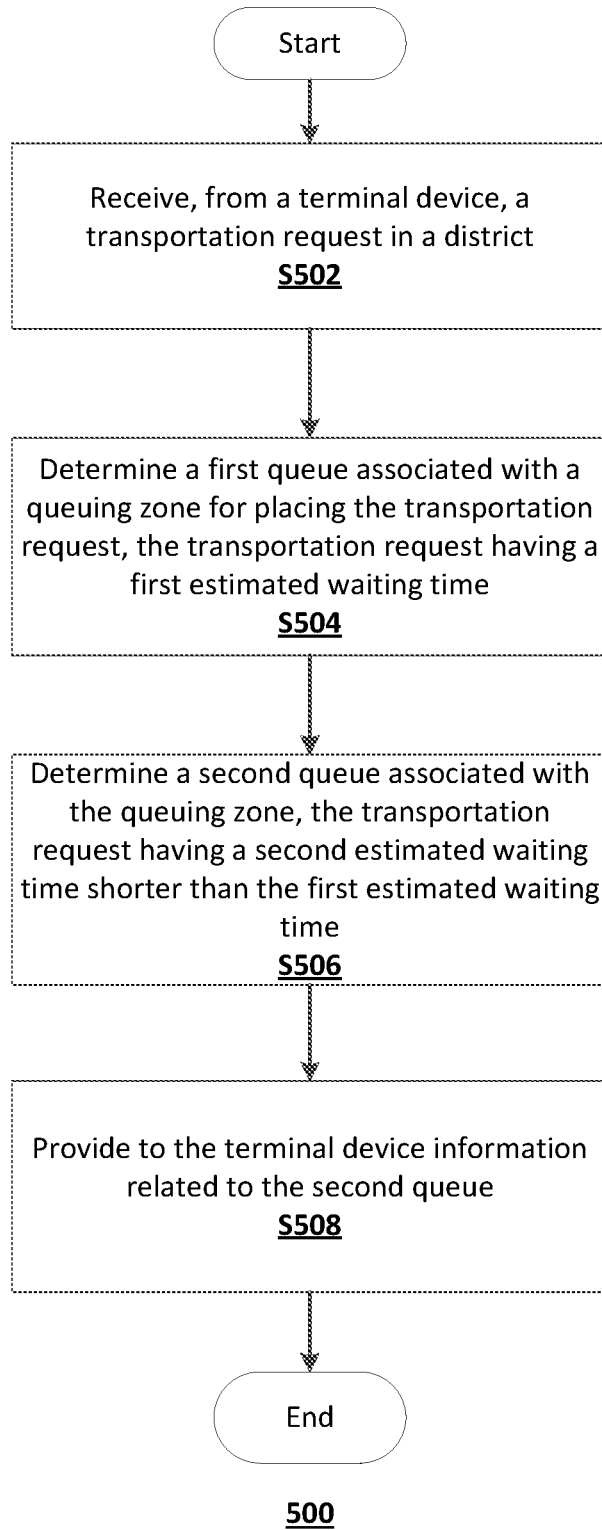 Start
Receive, from a terminal device, a
transportation request in a district
S502
Determine a first queue associated with a
queuing zone for placing the transportation
request, the transportation request having a
first estimated waiting time
S504
Determine a second queue associated with
the queuing zone, the transportation
request having a second estimated waiting
time shorter than the first estimated waiting
time
S506
Provide to the terminal device information
related to the second queue
S508
End
500